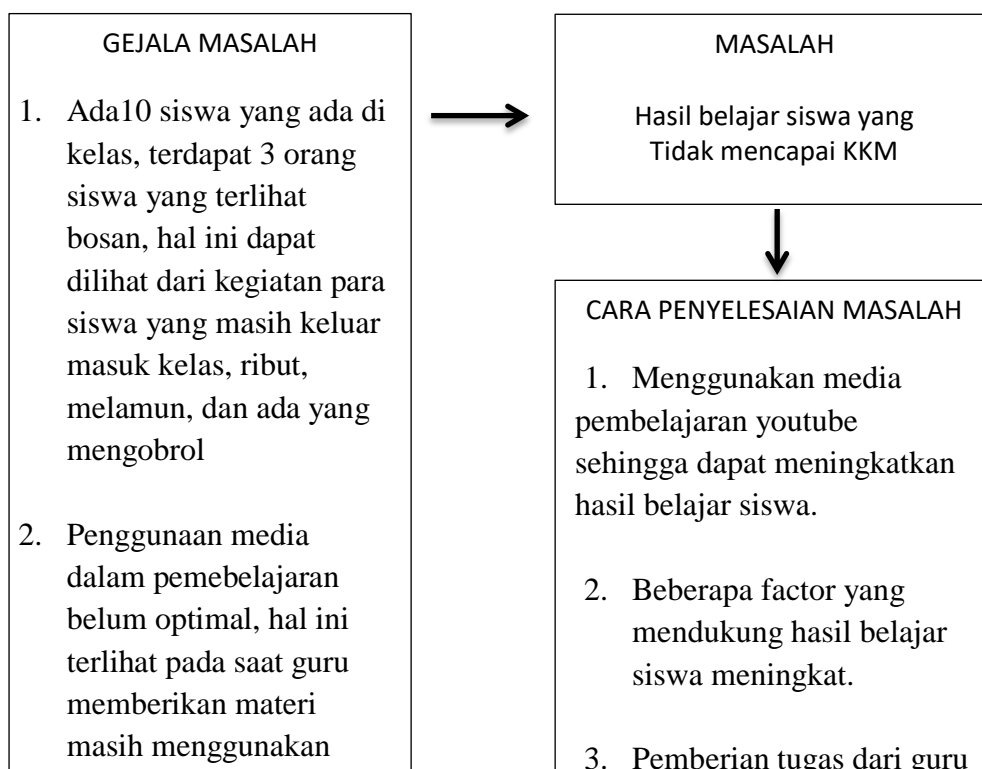 GEJALA MASALAH
1. Ada10 siswa yang ada di
kelas, terdapat 3 orang
siswa yang terlihat
bosan, hal ini dapat
dilihat dari kegiatan para
siswa yang masih keluar
masuk kelas, ribut,
melamun, dan ada yang
mengobrol
2. Penggunaan media
dalam pemebelajaran
belum optimal, hal ini
terlihat pada saat guru
memberikan materi
masih menggunakan
MASALAH
Hasil belajar siswa yang
Tidak mencapai KKM
CARA PENYELESAIAN MASALAH
1. Menggunakan media
pembelajaran youtube
sehingga dapat meningkatkan
hasil belajar siswa.
2. Beberapa factor yang
mendukung hasil belajar
siswa meningkat.
3. Pemberian tugas dari guru